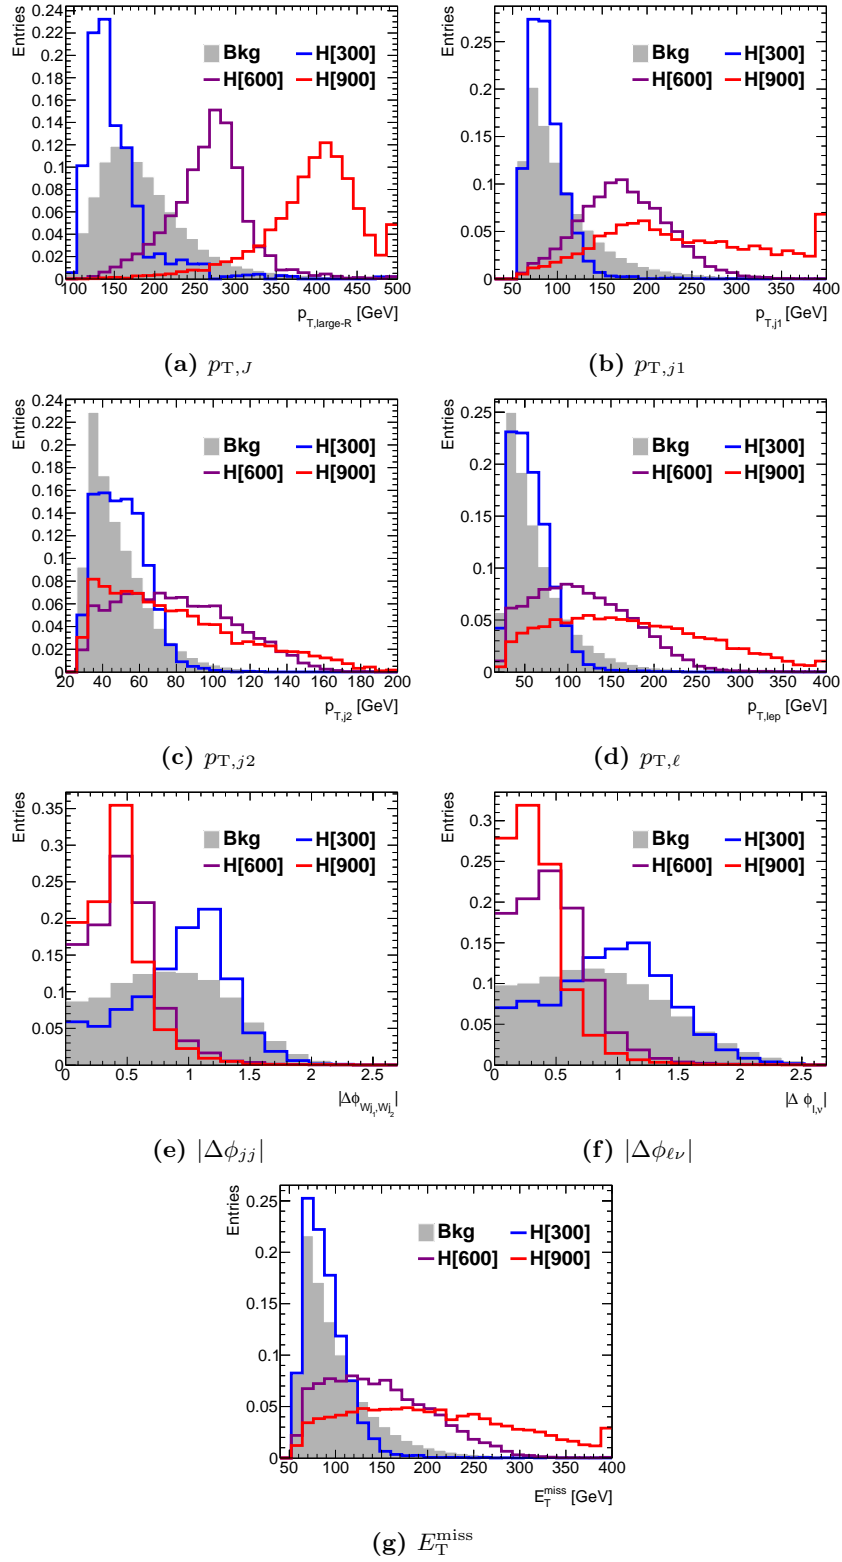 Entries
0.24
0.22
0.2
0.18
0.16
0.14
0.12
0.1
0.08
0.06
0.04
0.02
0
Bkg H[300]
H[600] H[900]
100 150 200 250 300 350 400 450 500
p_T,large-R [GeV]
(a) p_T,J
Entries
0.25
0.2
0.15
0.1
0.05
0
Bkg H[300]
H[600] H[900]
50 100 150 200 250 300 350 400
p_T,j1 [GeV]
(b) p_T,j1
Entries
0.24
0.22
0.2
0.18
0.16
0.14
0.12
0.1
0.08
0.06
0.04
0.02
0
Bkg H[300]
H[600] H[900]
20 40 60 80 100 120 140 160 180 200
p_T,j2 [GeV]
(c) p_T,j2
Entries
0.25
0.2
0.15
0.1
0.05
0
Bkg H[300]
H[600] H[900]
50 100 150 200 250 300 350 400
p_T,lep [GeV]
(d) p_T,ℓ
Entries
0.35
0.3
0.25
0.2
0.15
0.1
0.05
0
Bkg H[300]
H[600] H[900]
0 0.5 1 1.5 2 2.5
|Δϕ_Wj1,Wj2|
(e) |Δϕ_jj|
Entries
0.3
0.25
0.2
0.15
0.1
0.05
0
Bkg H[300]
H[600] H[900]
0 0.5 1 1.5 2 2.5
|Δ ϕ_l,ν|
(f) |Δϕ_ℓν|
Entries
0.25
0.2
0.15
0.1
0.05
0
Bkg H[300]
H[600] H[900]
50 100 150 200 250 300 350 400
E_T^miss [GeV]
(g) E_T^miss